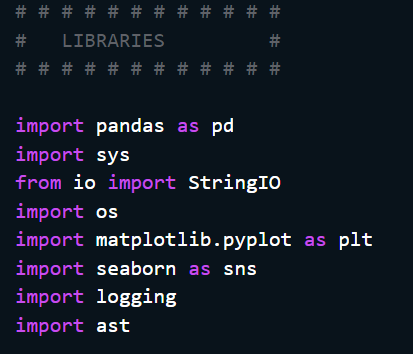 # # # # # # # # # # # #
# LIBRARIES #
# # # # # # # # # # # #
import pandas as pd
import sys
from io import StringIO
import os
import matplotlib.pyplot as plt
import seaborn as sns
import logging
import ast